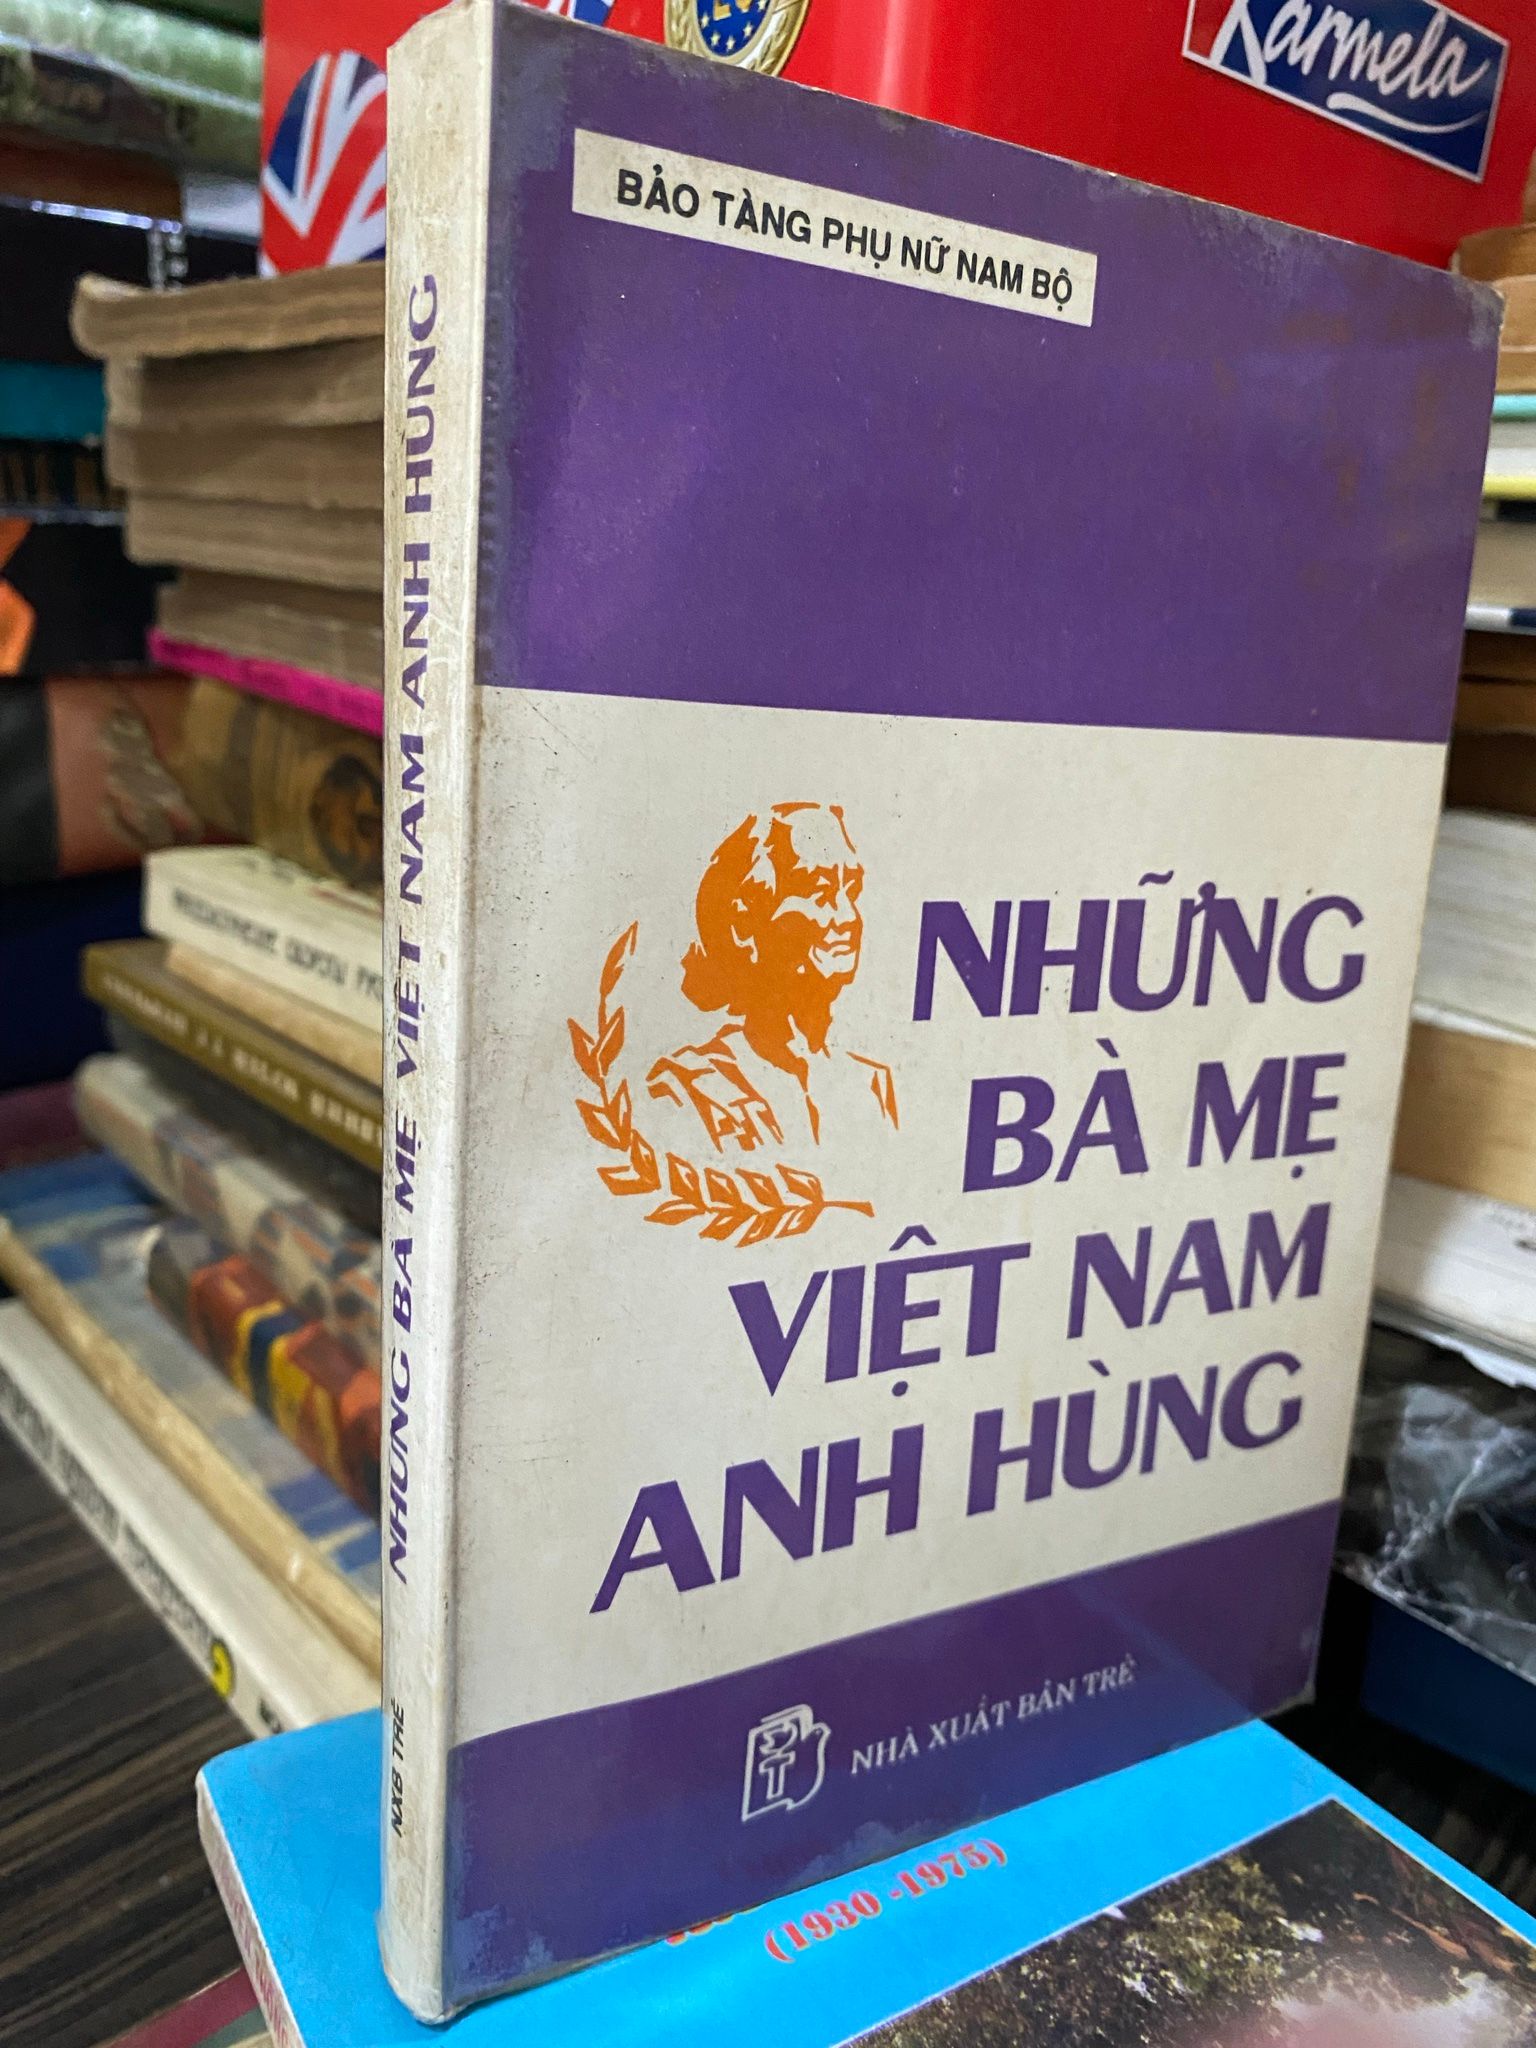 Karmela
BẢO TÀNG PHỤ NỮ NAM BỘ
NHỮNG
BÀ MẸ
VIỆT NAM
ANH HÙNG
NHÀ XUẤT BẢN TRẺ
NHỮNG BÀ MẸ VIỆT NAM ANH HÙNG
NXB TRẺ
(1930-1975)